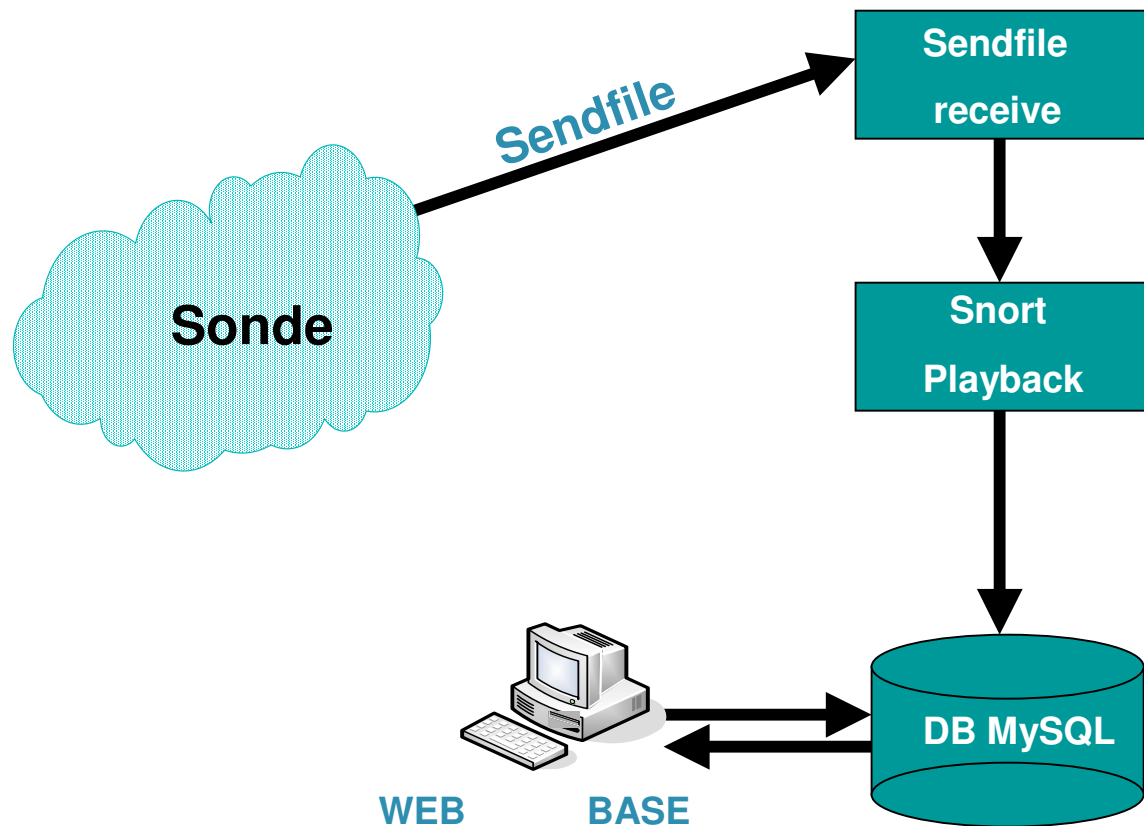 Sendfile
receive
Sendfile
Sonde
Snort
Playback
DB MySQL
WEB BASE